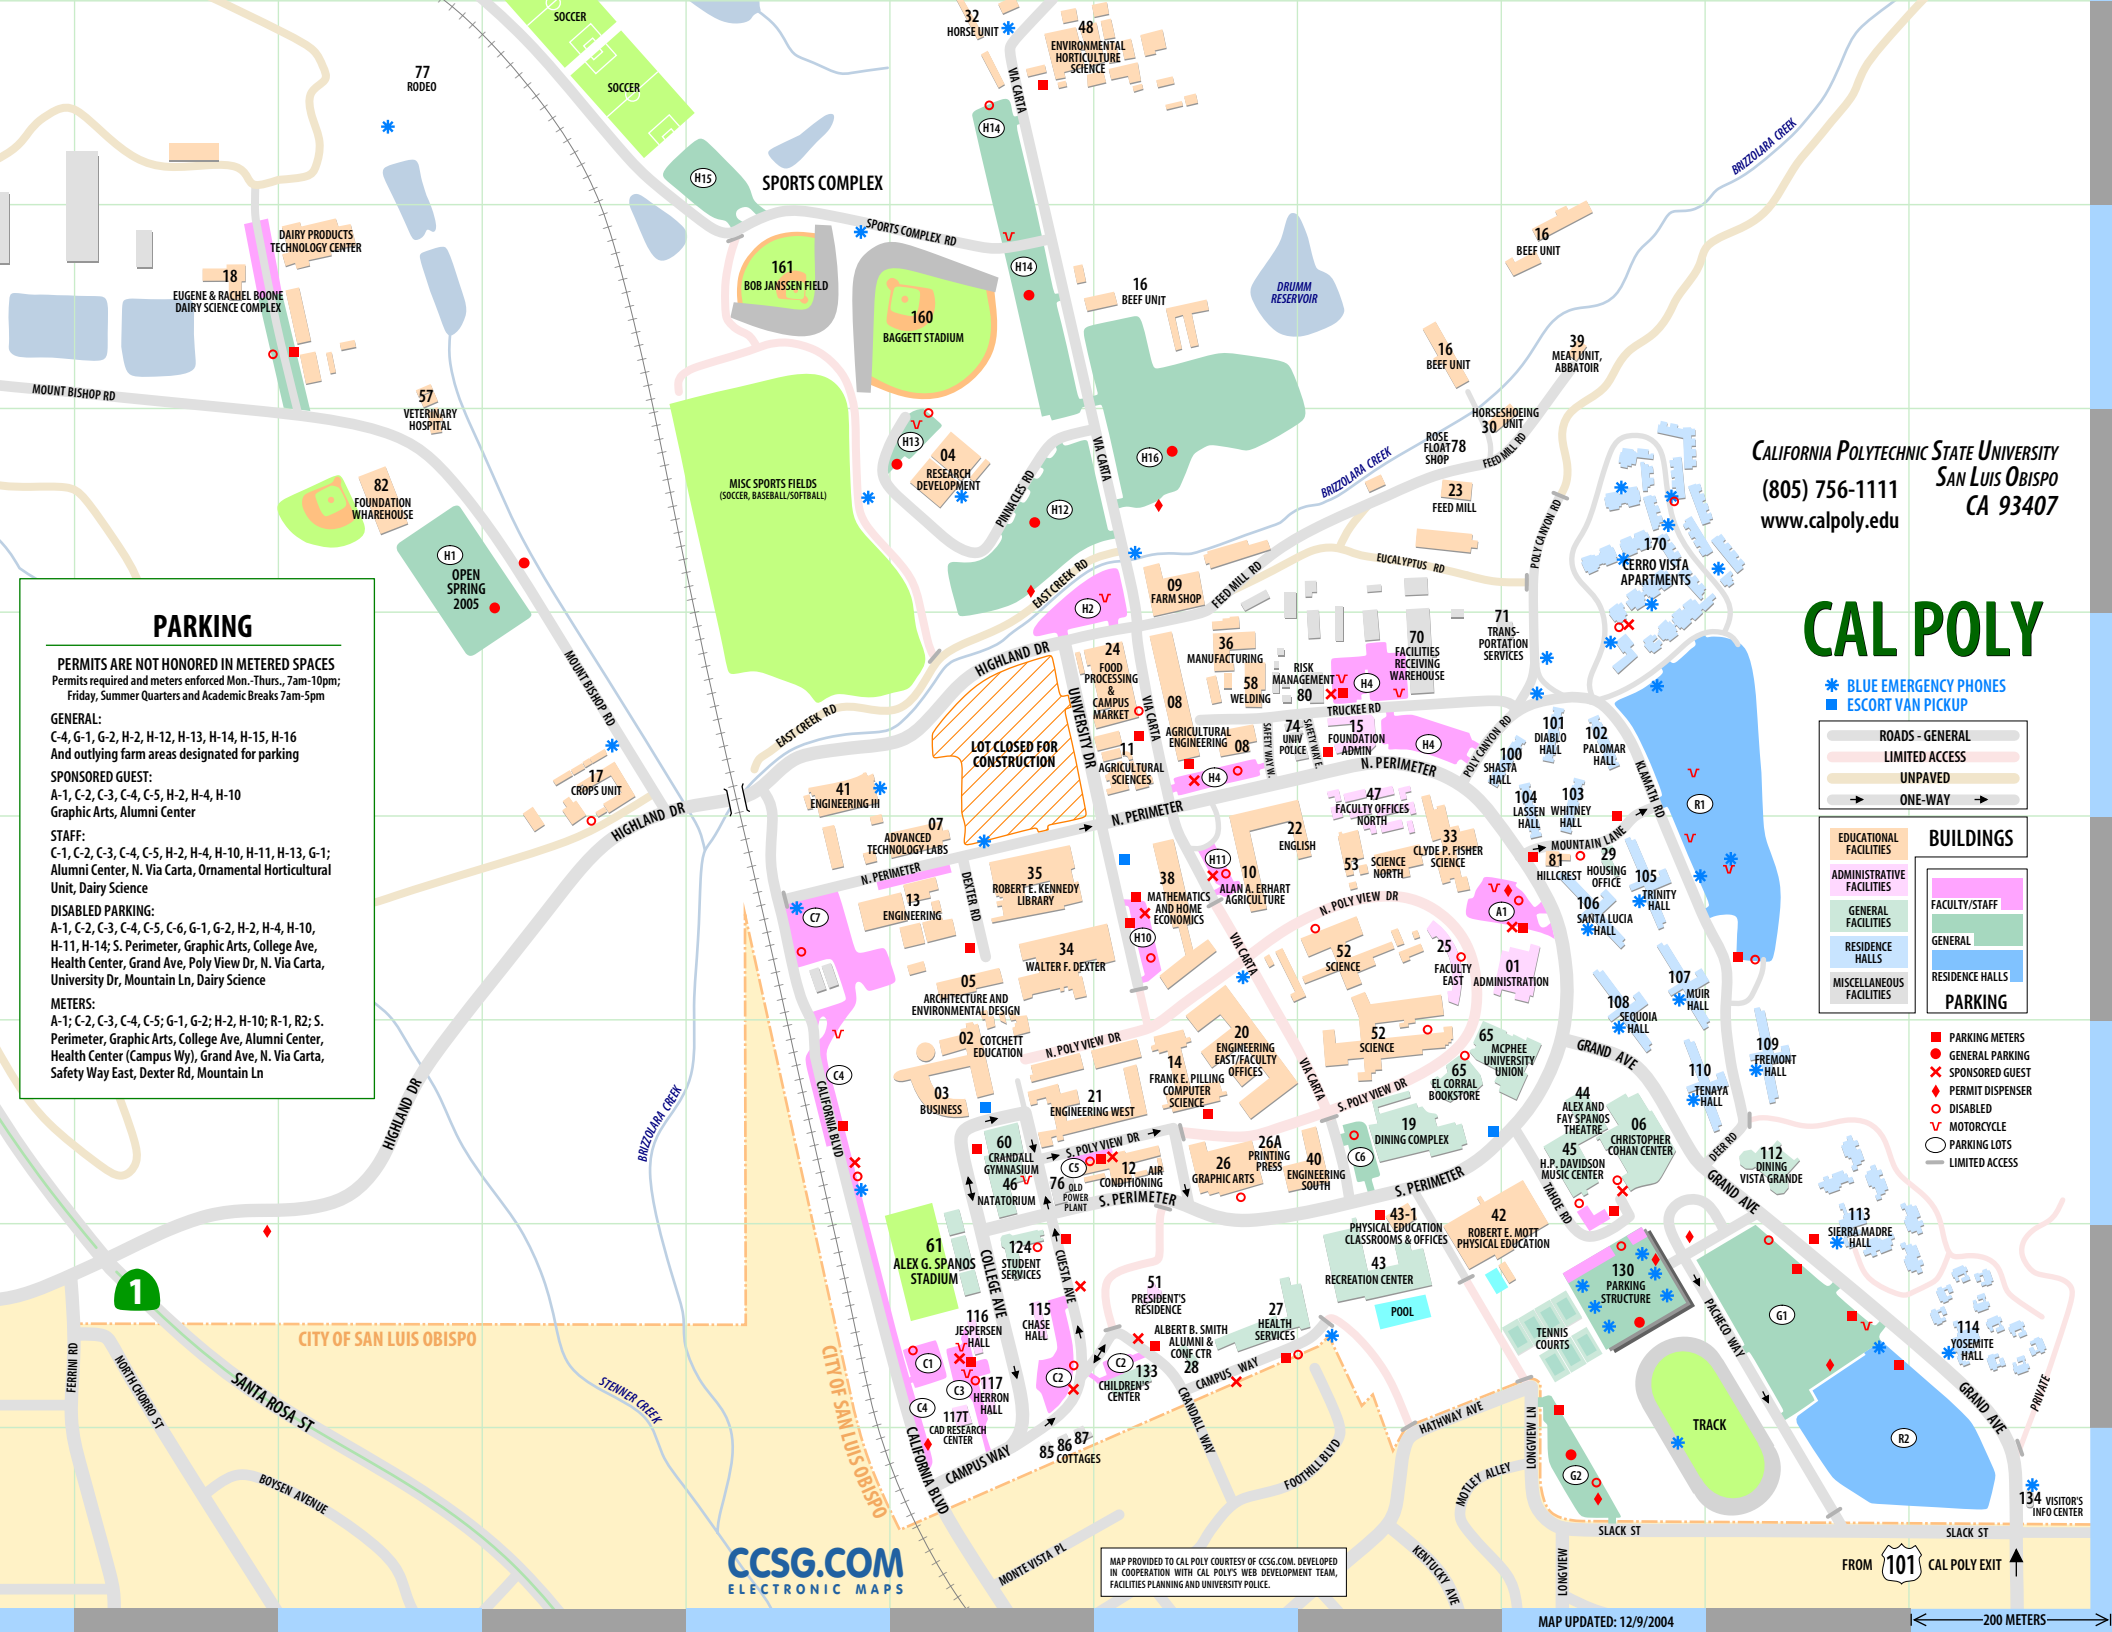 SOCCER
SOCCER
77
RODEO
32
HORSE UNIT
48
ENVIRONMENTAL
HORTICULTURE
SCIENCE
VIA CARTA
H14
H15
SPORTS COMPLEX
SPORTS COMPLEX RD
BRIZZOLARA CREEK
DAIRY PRODUCTS
TECHNOLOGY CENTER
18
EUGENE & RACHEL BOONE
DAIRY SCIENCE COMPLEX
161
BOB JANSSEN FIELD
160
BAGGETT STADIUM
H14
16
BEEF UNIT
DRUMM
RESERVOIR
16
BEEF UNIT
16
BEEF UNIT
39
MEAT UNIT,
ABBATOIR
MOUNT BISHOP RD
57
VETERINARY
HOSPITAL
HORSESHOEING
30 UNIT
ROSE
FLOAT 78
SHOP
FEED MILL RD
82
FOUNDATION
WHAREHOUSE
H13
04
RESEARCH
DEVELOPMENT
MISC SPORTS FIELDS
(SOCCER, BASEBALL/SOFTBALL)
PINNACLES RD
VIA CARTA
H16
H12
BRIZZOLARA CREEK
23
FEED MILL
POLY CANYON RD
CALIFORNIA POLYTECHNIC STATE UNIVERSITY
SAN LUIS OBISPO
(805) 756-1111
CA 93407
www.calpoly.edu
H1
OPEN
SPRING
2005
EAST CREEK RD
H2
09
FARM SHOP
FEED MILL RD
EUCALYPTUS RD
170
CERRO VISTA
APARTMENTS
CAL POLY
BLUE EMERGENCY PHONES
ESCORT VAN PICKUP
ROADS - GENERAL
LIMITED ACCESS
UNPAVED
ONE-WAY
EDUCATIONAL
FACILITIES
ADMINISTRATIVE
FACILITIES
GENERAL
FACILITIES
RESIDENCE
HALLS
MISCELLANEOUS
FACILITIES
BUILDINGS
FACULTY/STAFF
GENERAL
RESIDENCE HALLS
PARKING
PARKING METERS
GENERAL PARKING
SPONSORED GUEST
PERMIT DISPENSER
DISABLED
MOTORCYCLE
PARKING LOTS
LIMITED ACCESS
PARKING
PERMITS ARE NOT HONORED IN METERED SPACES
Permits required and meters enforced Mon.-Thurs., 7am-10pm;
Friday, Summer Quarters and Academic Breaks 7am-5pm
GENERAL:
C-4, G-1, G-2, H-2, H-12, H-13, H-14, H-15, H-16
And outlying farm areas designated for parking
SPONSORED GUEST:
A-1, C-2, C-3, C-4, C-5, H-2, H-4, H-10
Graphic Arts, Alumni Center
STAFF:
C-1, C-2, C-3, C-4, C-5, H-2, H-4, H-10, H-11, H-13, G-1;
Alumni Center, N. Via Carta, Ornamental Horticultural
Unit, Dairy Science
DISABLED PARKING:
A-1, C-2, C-3, C-4, C-5, C-6, G-1, G-2, H-2, H-4, H-10,
H-11, H-14; S. Perimeter, Graphic Arts, College Ave,
Health Center, Grand Ave, Poly View Dr, N. Via Carta,
University Dr, Mountain Ln, Dairy Science
METERS:
A-1; C-2, C-3, C-4, C-5; G-1, G-2; H-2, H-10; R-1, R2; S.
Perimeter, Graphic Arts, College Ave, Alumni Center,
Health Center (Campus Wy), Grand Ave, N. Via Carta,
Safety Way East, Dexter Rd, Mountain Ln
MOUNT BISHOP RD
HIGHLAND DR
EAST CREEK RD
LOT CLOSED FOR
CONSTRUCTION
UNIVERSITY DR
24
FOOD
PROCESSING
&
CAMPUS
MARKET
VIA CARTA
08
AGRICULTURAL
ENGINEERING
08
11
AGRICULTURAL
SCIENCES
H4
36
MANUFACTURING
58
WELDING
RISK
MANAGEMENT
80
H4
70
FACILITIES
RECEIVING
WAREHOUSE
71
TRANS-
PORTATION
SERVICES
TRUCKEE RD
SAFETY WAY W.
74
UNIV
POLICE
SAFETY WAY E.
15
FOUNDATION
ADMIN
H4
N. PERIMETER
POLY CANYON RD
101
DIABLO
HALL
102
PALOMAR
HALL
100
SHASTA
HALL
KLAMATH RD
R1
17
CROPS UNIT
HIGHLAND DR
41
ENGINEERING III
07
ADVANCED
TECHNOLOGY LABS
N. PERIMETER
N. PERIMETER
DEXTER RD
35
ROBERT E. KENNEDY
LIBRARY
13
ENGINEERING
C7
38
MATHEMATICS
AND HOME
ECONOMICS
H10
H11
10
ALAN A. ERHART
AGRICULTURE
22
ENGLISH
47
FACULTY OFFICES
NORTH
53
SCIENCE
NORTH
33
CLYDE P. FISHER
SCIENCE
104
LASSEN
HALL
103
WHITNEY
HALL
MOUNTAIN LANE
81
HILLCREST
29
HOUSING
OFFICE
105
TRINITY
HALL
106
SANTA LUCIA
HALL
A1
N. POLY VIEW DR
VIA CARTA
34
WALTER F. DEXTER
05
ARCHITECTURE AND
ENVIRONMENTAL DESIGN
52
SCIENCE
25
FACULTY
EAST
01
ADMINISTRATION
107
MUIR
HALL
108
SEQUOIA
HALL
02
COTCHETT
EDUCATION
N. POLY VIEW DR
03
BUSINESS
C4
CALIFORNIA BLVD
14
FRANK E. PILLING
COMPUTER
SCIENCE
20
ENGINEERING
EAST/FACULTY
OFFICES
52
SCIENCE
65
MCPHEE
UNIVERSITY
UNION
65
EL CORRAL
BOOKSTORE
GRAND AVE
109
FREMONT
HALL
110
TENAYA
HALL
21
ENGINEERING WEST
VIA CARTA
S. POLY VIEW DR
19
DINING COMPLEX
44
ALEX AND
FAY SPANOS
THEATRE
06
CHRISTOPHER
COHAN CENTER
45
H.P. DAVIDSON
MUSIC CENTER
DEER RD
112
DINING
VISTA GRANDE
HIGHLAND DR
BRIZZOLARA CREEK
60
CRANDALL
GYMNASIUM
46
NATATORIUM
S. POLY VIEW DR
C5
12
AIR
CONDITIONING
76
OLD
POWER
PLANT
S. PERIMETER
26
GRAPHIC ARTS
26A
PRINTING
PRESS
40
ENGINEERING
SOUTH
C6
S. PERIMETER
TAHOE RD
GRAND AVE
113
SIERRA MADRE
HALL
43-1
PHYSICAL EDUCATION
CLASSROOMS & OFFICES
42
ROBERT E. MOTT
PHYSICAL EDUCATION
61
ALEX G. SPANOS
STADIUM
COLLEGE AVE
124
STUDENT
SERVICES
CUESTA AVE
43
RECREATION CENTER
POOL
130
PARKING
STRUCTURE
PACHECO WAY
G1
51
PRESIDENT'S
RESIDENCE
27
HEALTH
SERVICES
TENNIS
COURTS
114
YOSEMITE
HALL
PRIVATE
GRAND AVE
116
JESPERSEN
HALL
115
CHASE
HALL
ALBERT B. SMITH
ALUMNI &
CONF CTR
28
C1
C3
117
HERRON
HALL
C4
117T
CAD RESEARCH
CENTER
C2
C2
133
CHILDREN'S
CENTER
CAMPUS WAY
CRANDALL WAY
85 86 87
COTTAGES
CAMPUS WAY
CALIFORNIA BLVD
FOOTHILL BLVD
HATHAWAY AVE
LONGVIEW LN
MOTLEY ALLEY
TRACK
R2
G2
134 VISITOR'S
INFO CENTER
1
CITY OF SAN LUIS OBISPO
CITY OF SAN LUIS OBISPO
FERRINI RD
NORTH CHORRO ST
SANTA ROSA ST
BOYSEN AVENUE
STENNER CREEK
CCSG.COM
ELECTRONIC MAPS
MONTE VISTA PL
MAP PROVIDED TO CAL POLY COURTESY OF CCSG.COM. DEVELOPED
IN COOPERATION WITH CAL POLY'S WEB DEVELOPMENT TEAM,
FACILITIES PLANNING AND UNIVERSITY POLICE.
KENTUCKY AVE
LONGVIEW
SLACK ST
SLACK ST
FROM 101 CAL POLY EXIT
MAP UPDATED: 12/9/2004
200 METERS